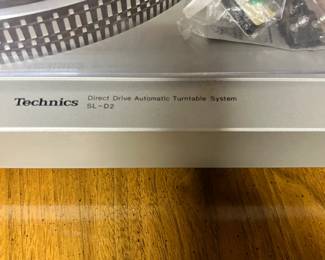 Technics Direct Drive Automatic Turntable System
SL-D2